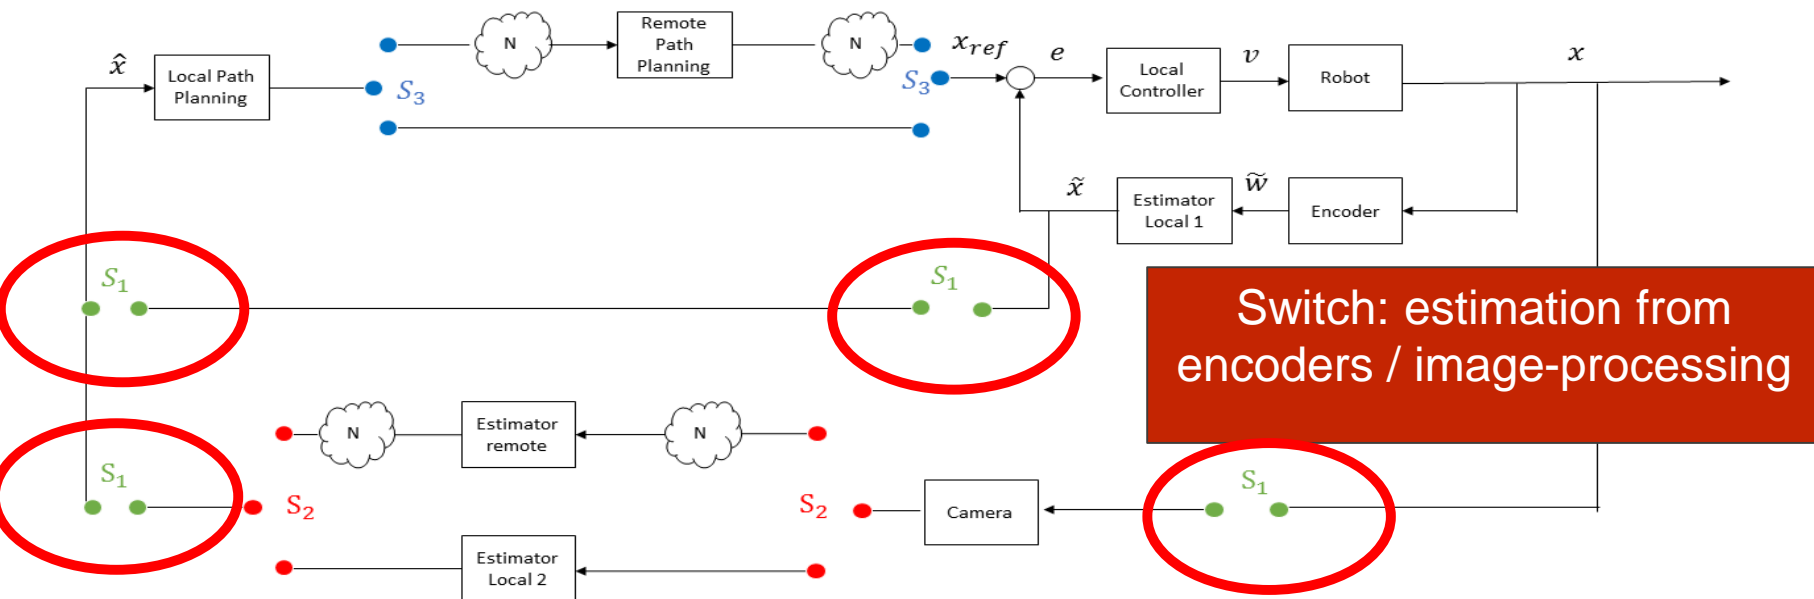 Remote
Path
Planning
N
N
x_ref
e
v
x
x̂
Local Path
Planning
S₃
S₃
Local
Controller
Robot
x̃
w̃
Estimator
Local 1
Encoder
S₁
S₁
Switch: estimation from
encoders / image-processing
N
Estimator
remote
N
S₁
S₂
S₂
Camera
S₁
Estimator
Local 2